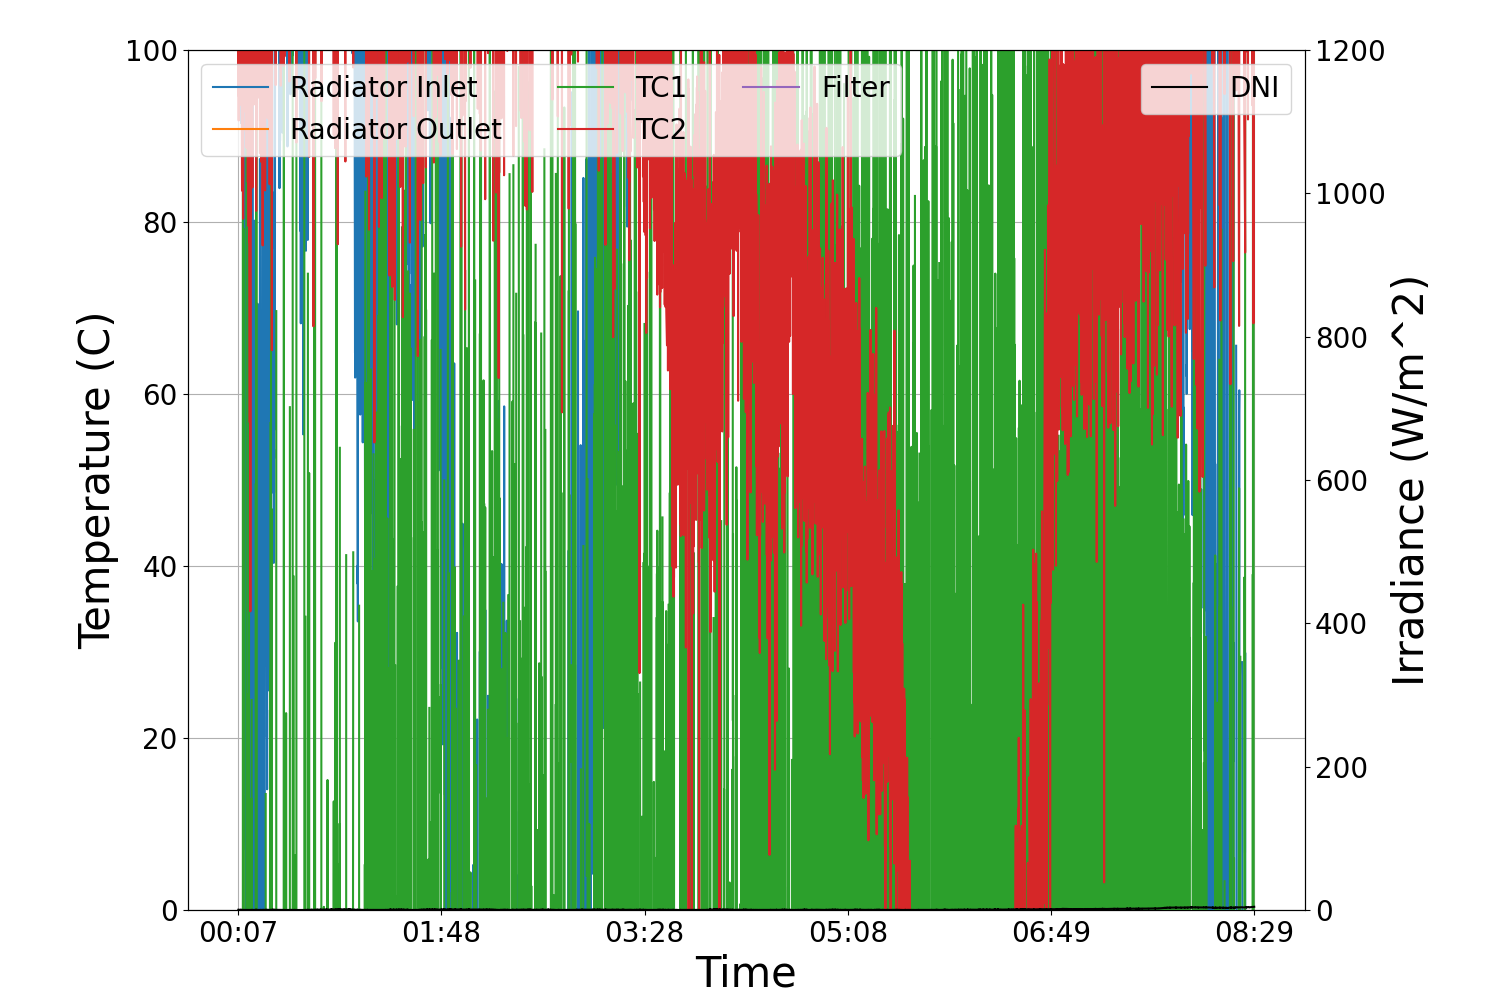 100
80
60
40
20
0
Temperature (C)
Radiator Inlet
Radiator Outlet
TC1
TC2
Filter
DNI
1200
1000
800
600
400
200
0
Irradiance (W/m^2)
00:07 01:48 03:28 05:08 06:49 08:29
Time